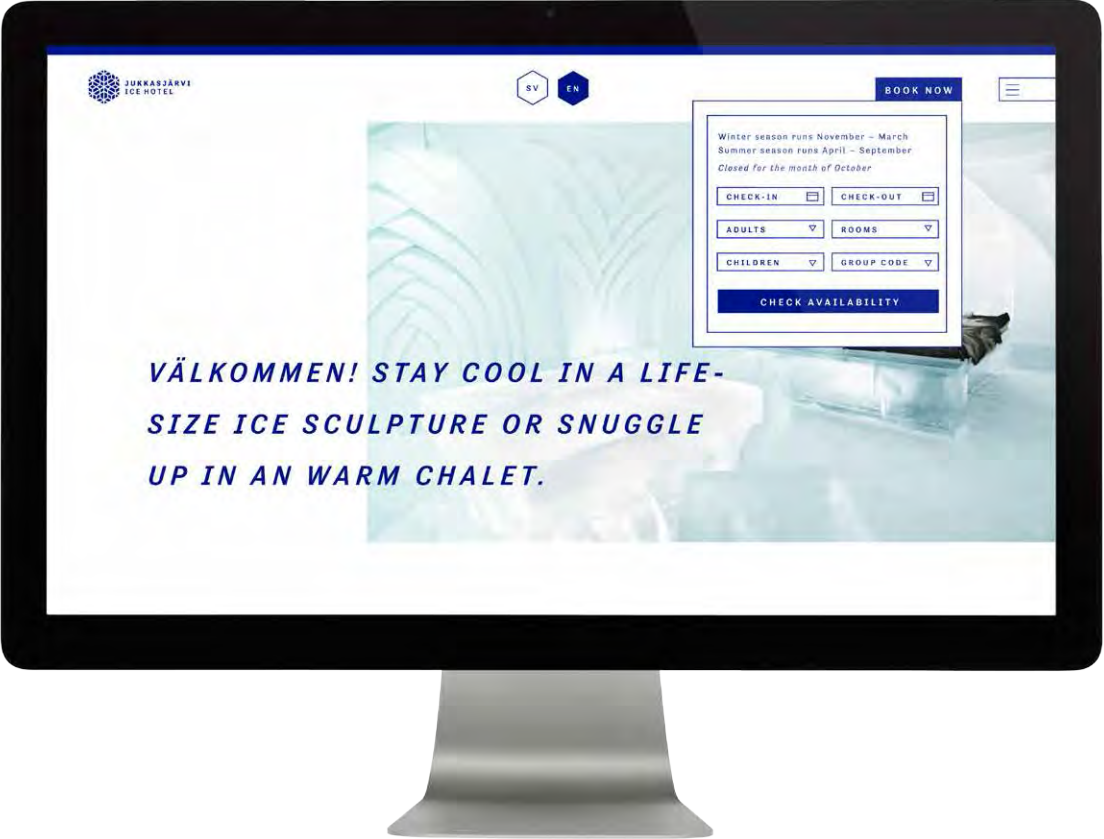 JUKKASJÄRVI
ICE HOTEL
SV
EN
BOOK NOW
Winter season runs November – March
Summer season runs April – September
Closed for the month of October
CHECK-IN
CHECK-OUT
ADULTS
ROOMS
CHILDREN
GROUP CODE
CHECK AVAILABILITY
VÄLKOMMEN! STAY COOL IN A LIFE-
SIZE ICE SCULPTURE OR SNUGGLE
UP IN AN WARM CHALET.